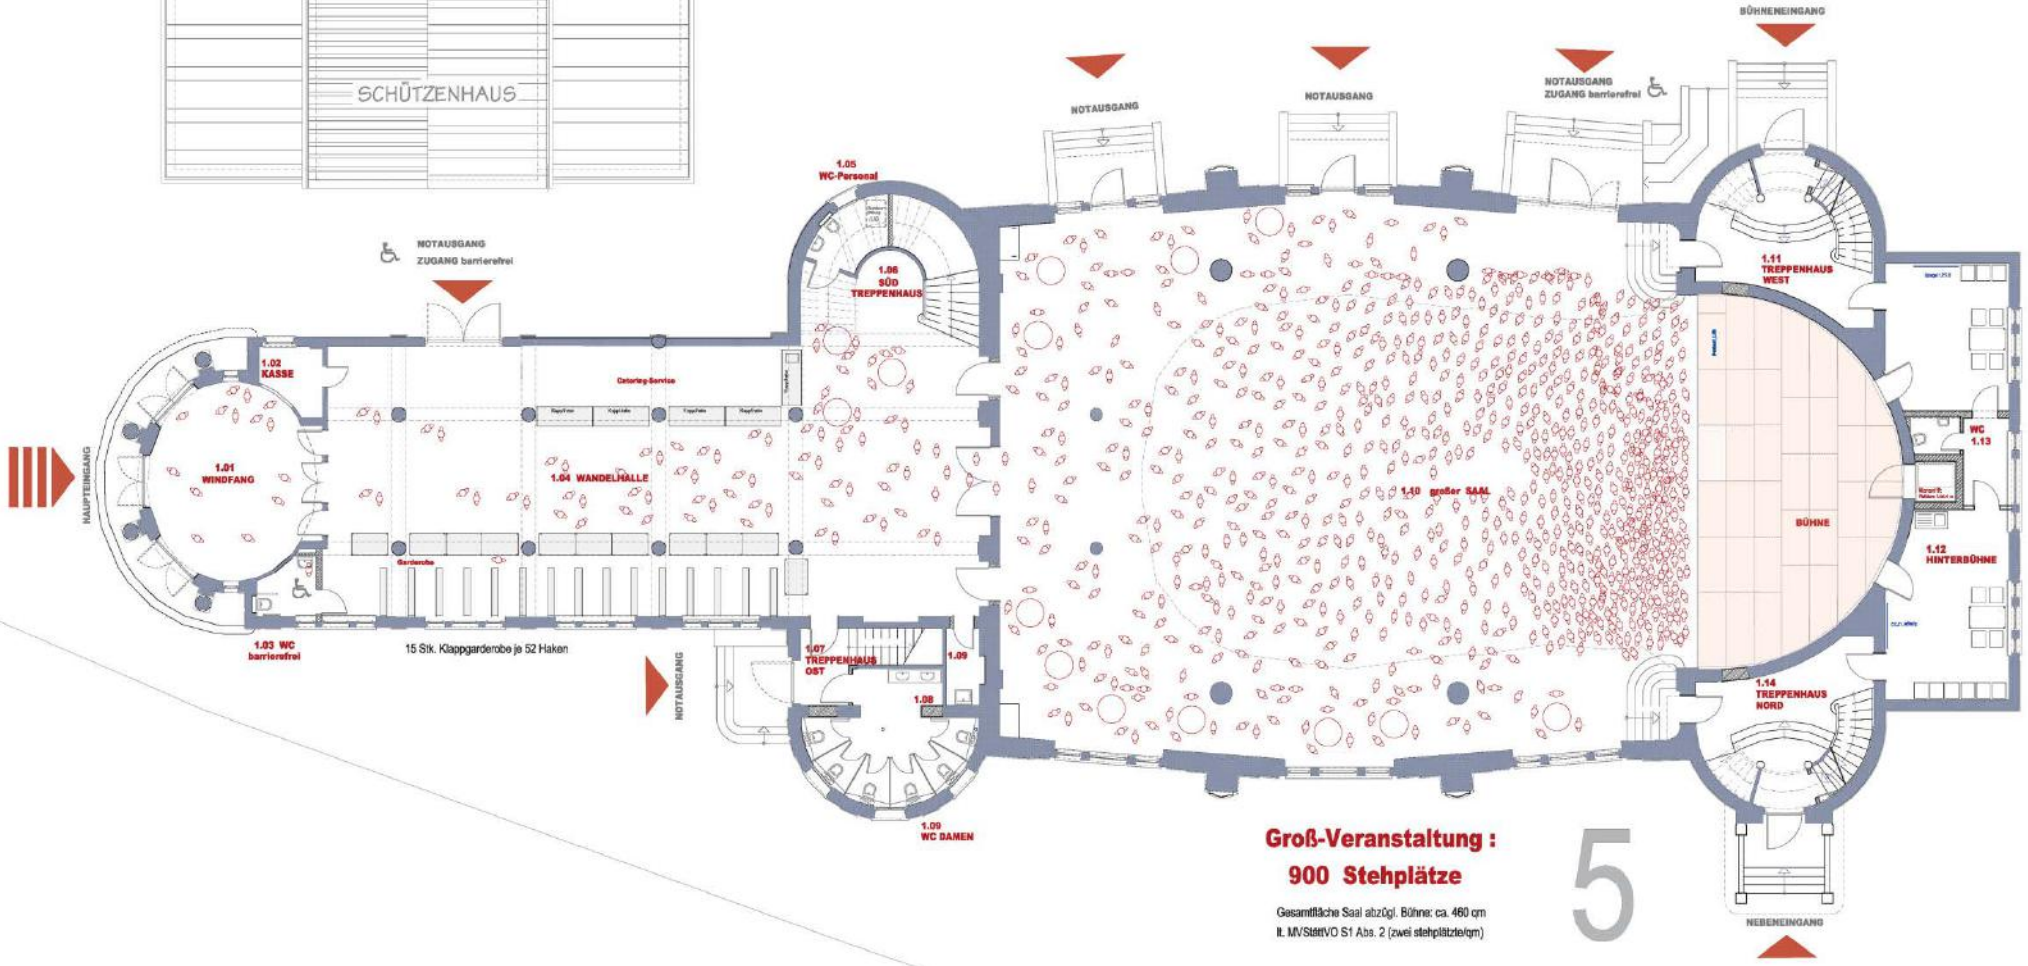 BÜHNENEINGANG
SCHÜTZENHAUS
NOTAUSGANG
NOTAUSGANG
NOTAUSGANG
ZUGANG barrierefrei
1.05
WC-Personal
NOTAUSGANG
ZUGANG barrierefrei
1.06
SÜD
TREPPENHAUS
1.11
TREPPENHAUS
WEST
1.02
KASSE
Catering-Service
HAUPTEINGANG
1.01
WINDFANG
1.04 WANDELHALLE
1.10 großer SAAL
WC
1.13
BÜHNE
1.12
HINTERBÜHNE
Garderobe
1.03 WC
barrierefrei
15 Stk. Klappgarderobe je 52 Haken
NOTAUSGANG
1.07
TREPPENHAUS
OST
1.09
1.08
1.14
TREPPENHAUS
NORD
1.09
WC DAMEN
Groß-Veranstaltung :
900 Stehplätze
5
Gesamtfläche Saal abzügl. Bühne: ca. 460 qm
lt. MVStättVO S1 Abs. 2 (zwei stehplätzte/qm)
NEBENEINGANG